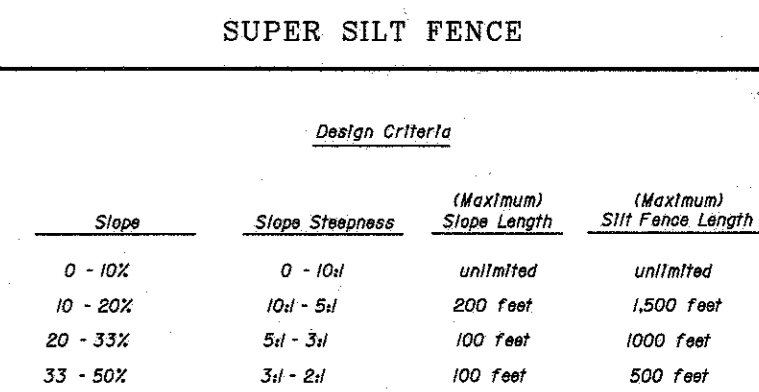 SUPER SILT FENCE
Design Criteria
Slope Slope Steepness (Maximum) Slope Length (Maximum) Silt Fence Length
0 - 10% 0 - 10:1 unlimited unlimited
10 - 20% 10:1 - 5:1 200 feet 1,500 feet
20 - 33% 5:1 - 3:1 100 feet 1000 feet
33 - 50% 3:1 - 2:1 100 feet 500 feet